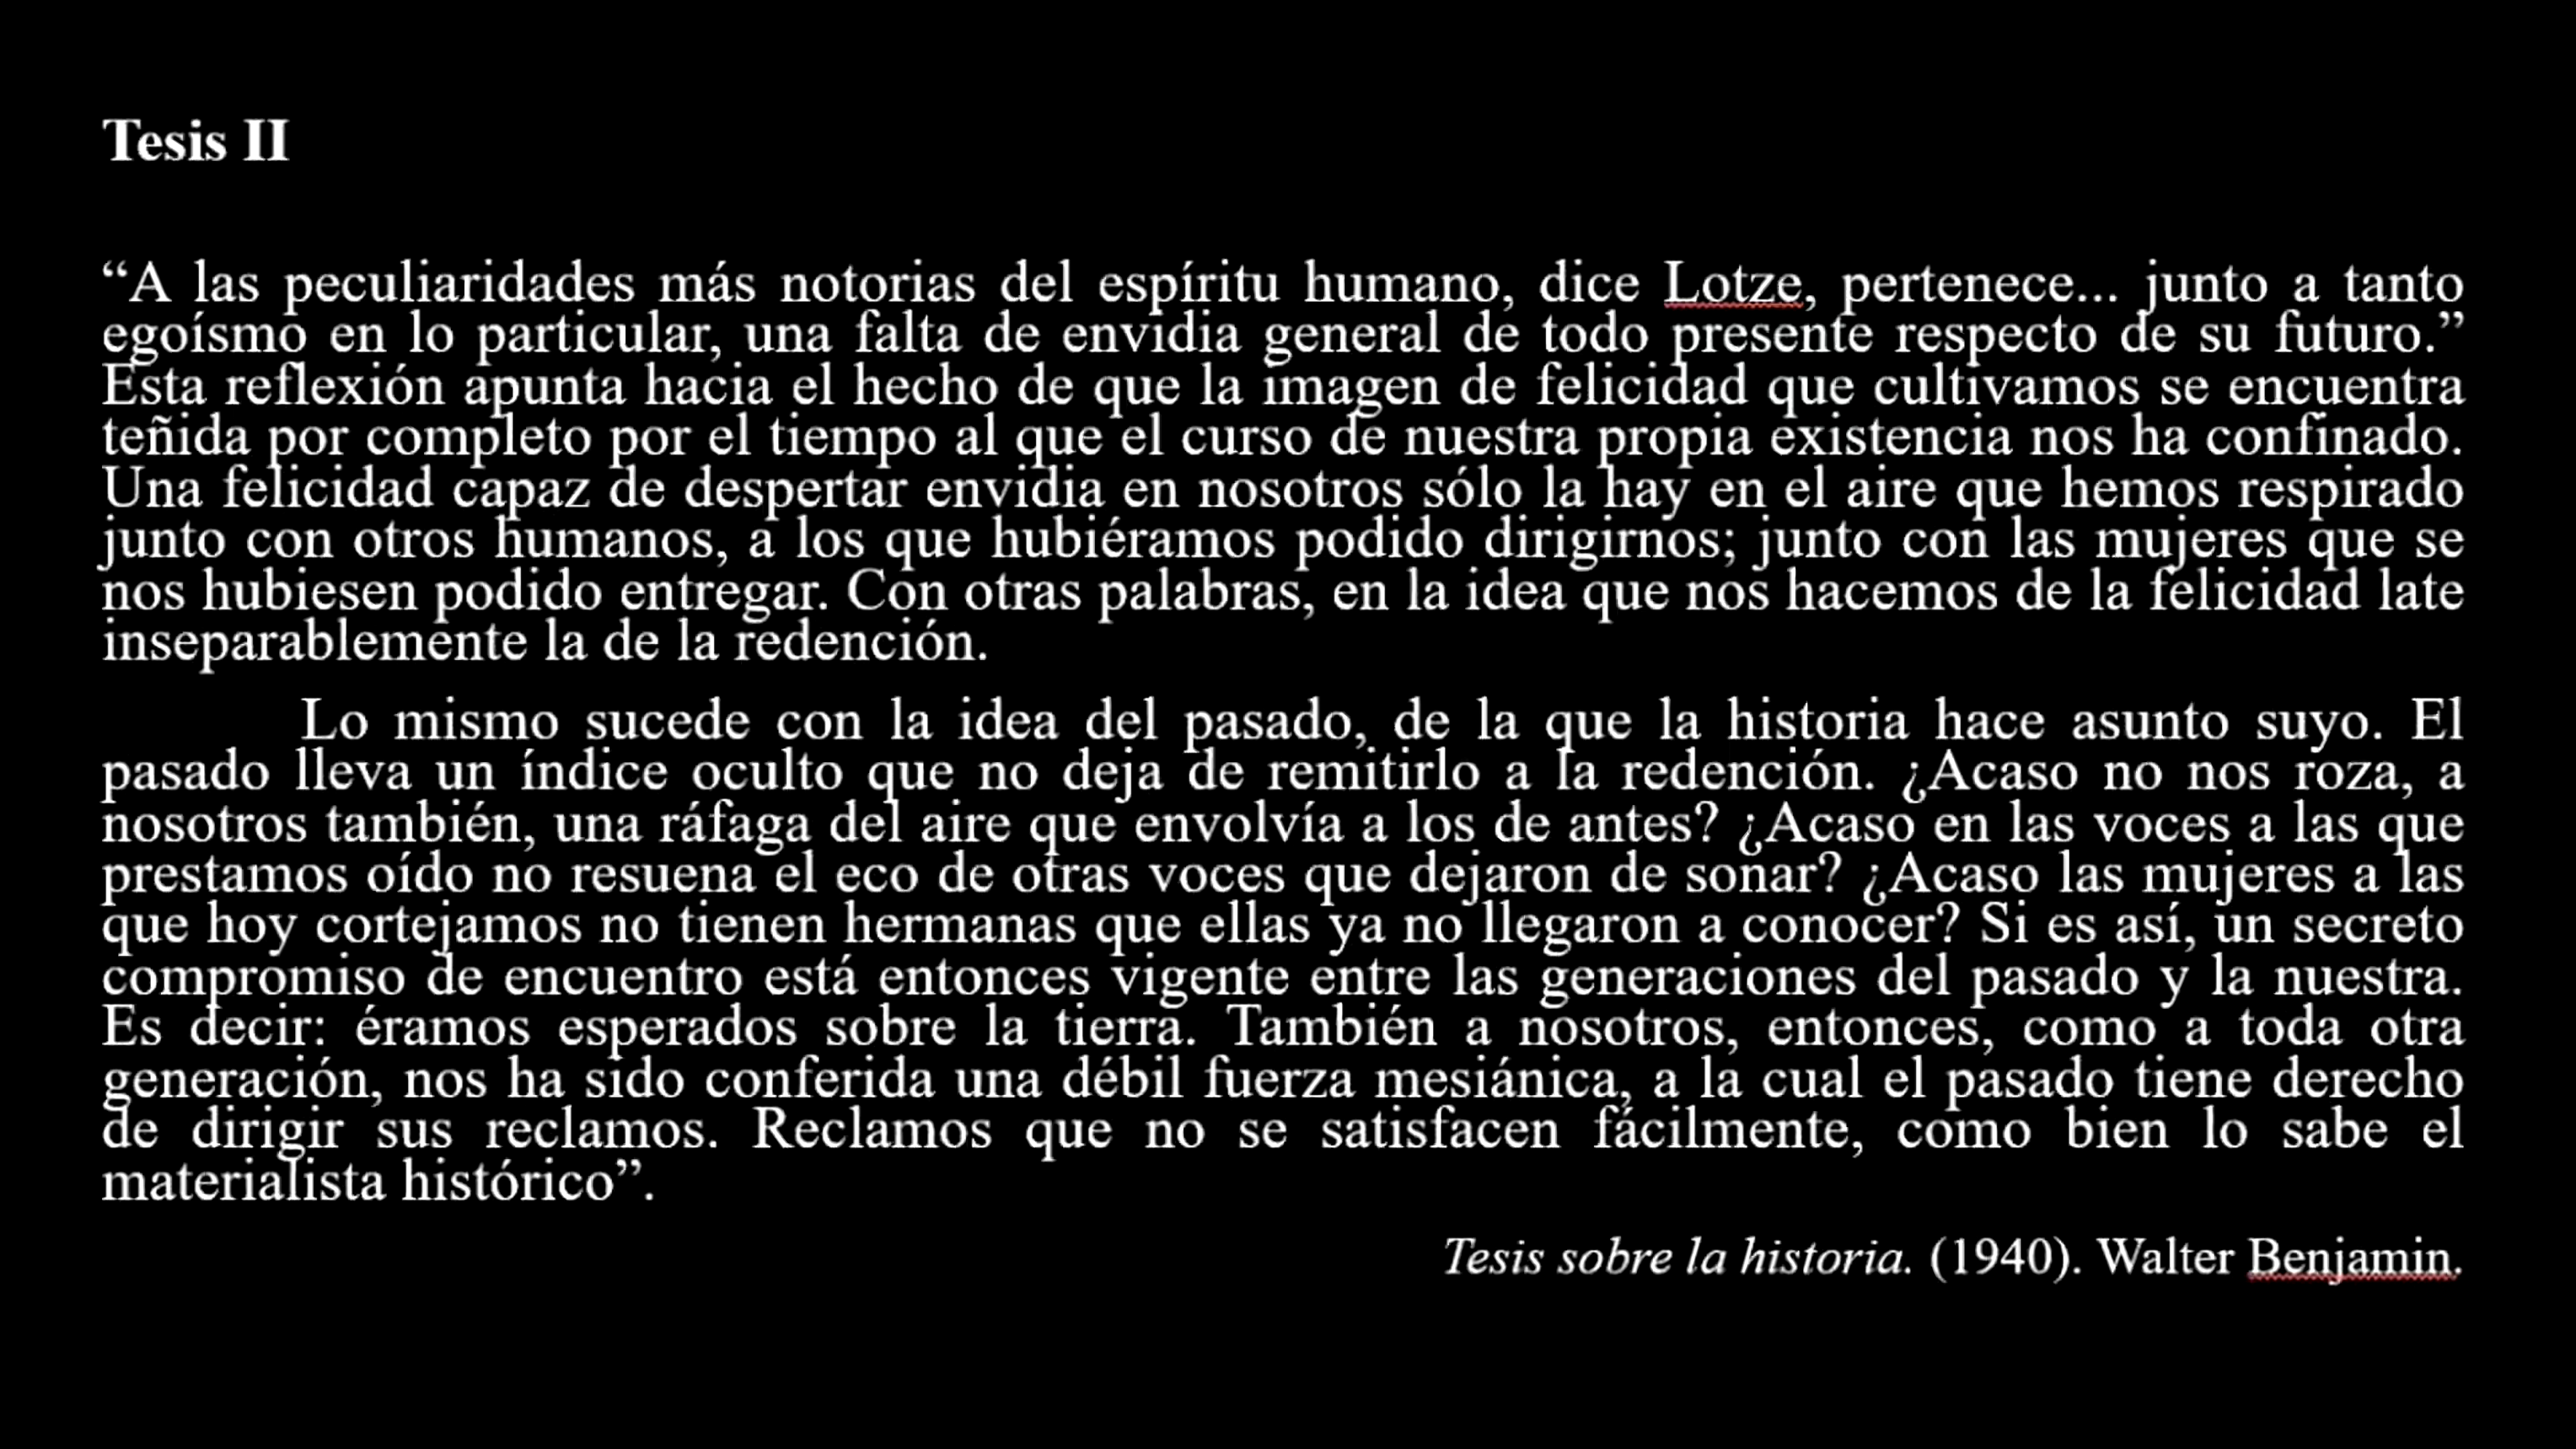 Tesis II
“A las peculiaridades más notorias del espíritu humano, dice Lotze, pertenece... junto a tanto
egoísmo en lo particular, una falta de envidia general de todo presente respecto de su futuro.”
Esta reflexión apunta hacia el hecho de que la imagen de felicidad que cultivamos se encuentra
teñida por completo por el tiempo al que el curso de nuestra propia existencia nos ha confinado.
Una felicidad capaz de despertar envidia en nosotros sólo la hay en el aire que hemos respirado
junto con otros humanos, a los que hubiéramos podido dirigirnos; junto con las mujeres que se
nos hubiesen podido entregar. Con otras palabras, en la idea que nos hacemos de la felicidad late
inseparablemente la de la redención.
Lo mismo sucede con la idea del pasado, de la que la historia hace asunto suyo. El
pasado lleva un índice oculto que no deja de remitirlo a la redención. ¿Acaso no nos roza, a
nosotros también, una ráfaga del aire que envolvía a los de antes? ¿Acaso en las voces a las que
prestamos oído no resuena el eco de otras voces que dejaron de sonar? ¿Acaso las mujeres a las
que hoy cortejamos no tienen hermanas que ellas ya no llegaron a conocer? Si es así, un secreto
compromiso de encuentro está entonces vigente entre las generaciones del pasado y la nuestra.
Es decir: éramos esperados sobre la tierra. También a nosotros, entonces, como a toda otra
generación, nos ha sido conferida una débil fuerza mesiánica, a la cual el pasado tiene derecho
de dirigir sus reclamos. Reclamos que no se satisfacen fácilmente, como bien lo sabe el
materialista histórico”.
Tesis sobre la historia. (1940). Walter Benjamin.